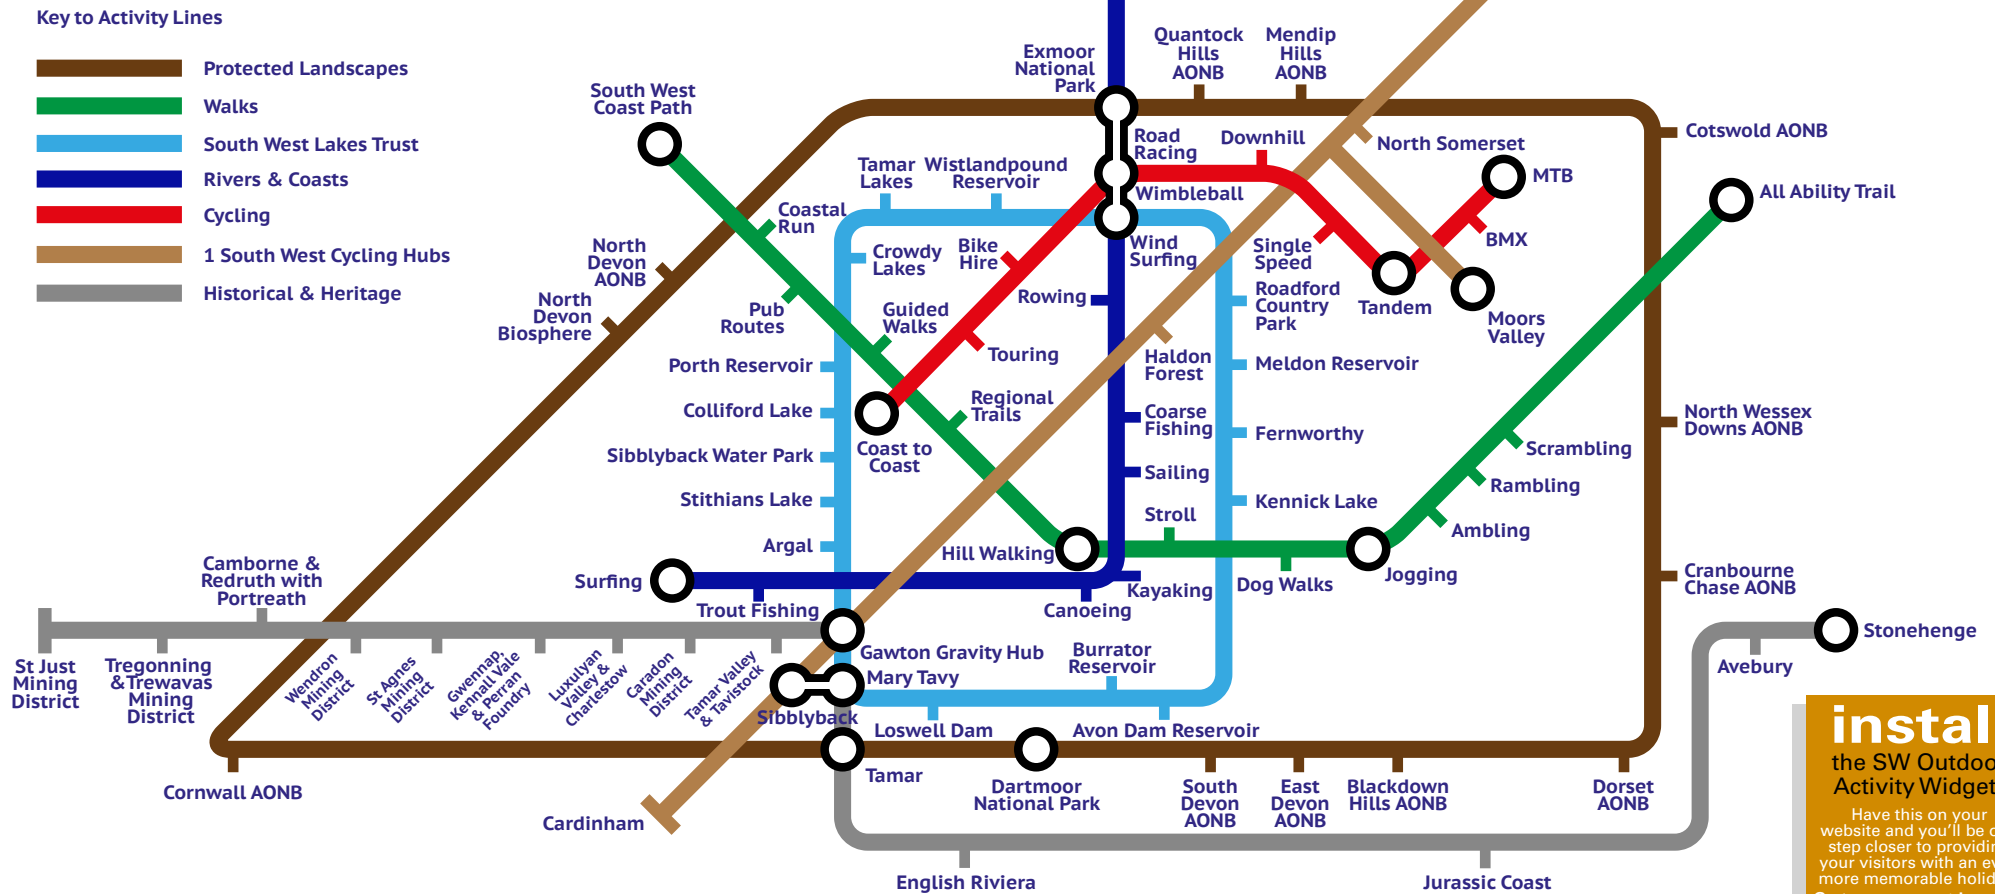 Key to Activity Lines
Protected Landscapes
Walks
South West Lakes Trust
Rivers & Coasts
Cycling
1 South West Cycling Hubs
Historical & Heritage
South West
Coast Path
Exmoor
National
Park
Quantock
Hills
AONB
Mendip
Hills
AONB
Cotswold AONB
Road
Racing
Downhill
North Somerset
MTB
All Ability Trail
Tamar
Lakes
Wistlandpound
Reservoir
Wimbleball
Coastal
Run
North
Devon
AONB
Crowdy
Lakes
Bike
Hire
Wind
Surfing
Single
Speed
BMX
North
Devon
Biosphere
Pub
Routes
Guided
Walks
Rowing
Roadford
Country
Park
Tandem
Moors
Valley
Touring
Haldon
Forest
Porth Reservoir
Meldon Reservoir
Colliford Lake
Regional
Trails
Coarse
Fishing
Fernworthy
North Wessex
Downs AONB
Sibblyback Water Park
Coast to
Coast
Sailing
Scrambling
Rambling
Stithians Lake
Kennick Lake
Stroll
Ambling
Argal
Hill Walking
Dog Walks
Jogging
Cranbourne
Chase AONB
Camborne &
Redruth with
Portreath
Surfing
Trout Fishing
Canoeing
Kayaking
Stonehenge
Avebury
St Just
Mining
District
Tregonning
&Trewavas
Mining
District
Wendron
Mining
District
St Agnes
Mining
District
Gwennap,
Kennall Vale
& Perran
Foundry
Luxulyan
Valley &
Charlestow
Caradon
Mining
District
Tamar Valley
& Tavistock
Gawton Gravity Hub
Mary Tavy
Sibblyback
Burrator
Reservoir
Loswell Dam
Avon Dam Reservoir
Tamar
Cornwall AONB
Cardinham
Dartmoor
National Park
South
Devon
AONB
East
Devon
AONB
Blackdown
Hills AONB
Dorset
AONB
English Riviera
Jurassic Coast
instal
the SW Outdoo
Activity Widget
Have this on your
website and you'll be o
step closer to providin
your visitors with an ev
more memorable holid